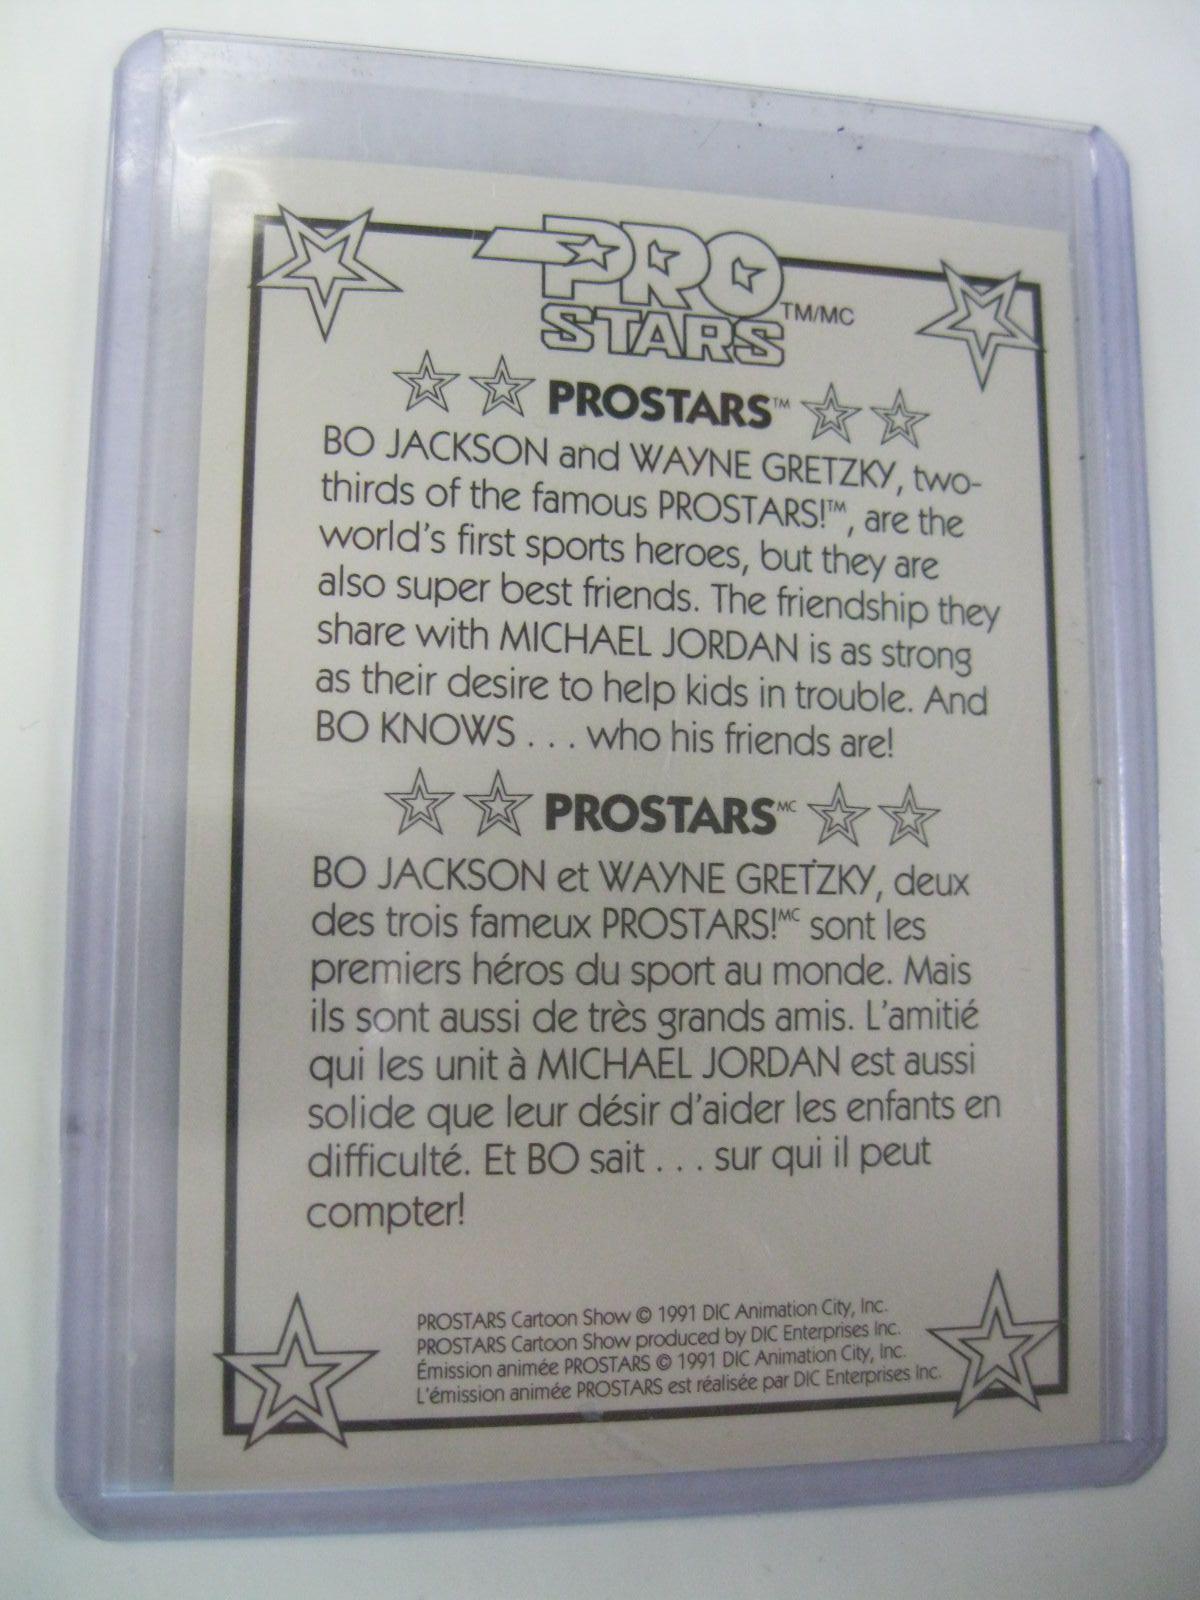 PRO
STARS TM/MC
PROSTARS™
BO JACKSON and WAYNE GRETZKY, two-
thirds of the famous PROSTARS!™, are the
world's first sports heroes, but they are
also super best friends. The friendship they
share with MICHAEL JORDAN is as strong
as their desire to help kids in trouble. And
BO KNOWS . . . who his friends are!
PROSTARS MC
BO JACKSON et WAYNE GRETZKY, deux
des trois fameux PROSTARS!MC sont les
premiers héros du sport au monde. Mais
ils sont aussi de très grands amis. L'amitié
qui les unit à MICHAEL JORDAN est aussi
solide que leur désir d'aider les enfants en
difficulté. Et BO sait . . . sur qui il peut
compter!
PROSTARS Cartoon Show © 1991 DIC Animation City, Inc.
PROSTARS Cartoon Show produced by DIC Enterprises Inc.
Émission animée PROSTARS © 1991 DIC Animation City, Inc.
L'émission animée PROSTARS est réalisée par DIC Enterprises Inc.